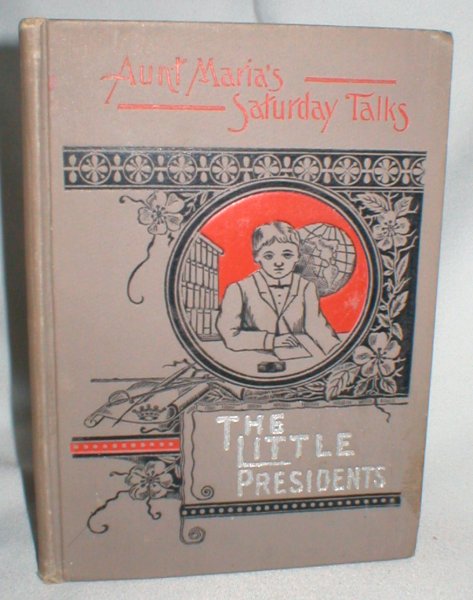 Aunt Maria's
Saturday Talks
THE
LITTLE
PRESIDENTS